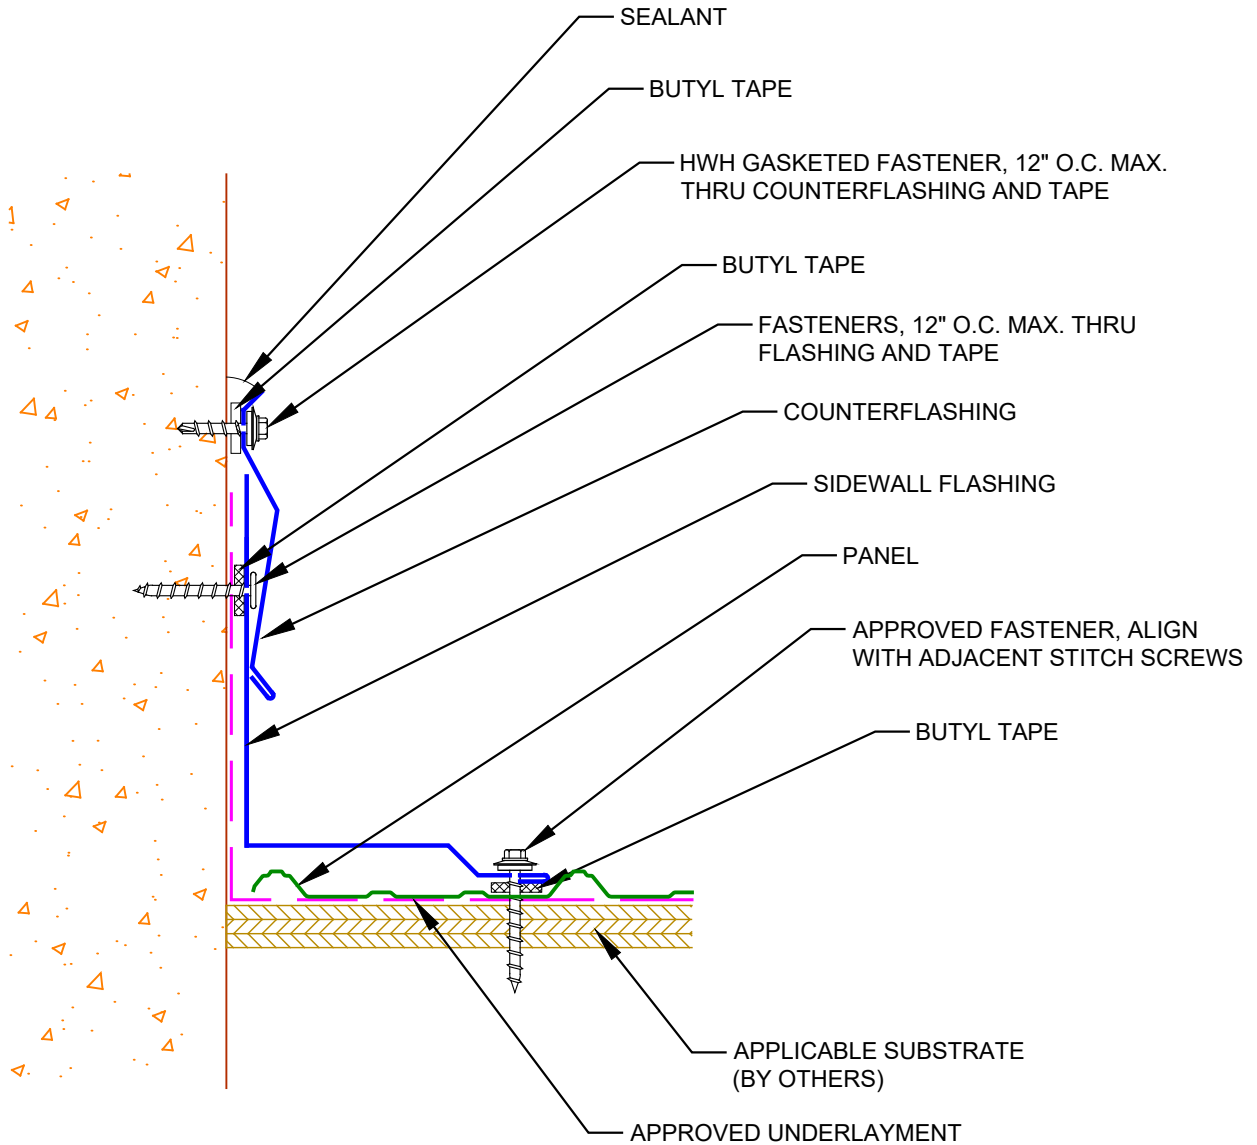 SEALANT
BUTYL TAPE
HWH GASKETED FASTENER, 12" O.C. MAX.
THRU COUNTERFLASHING AND TAPE
BUTYL TAPE
FASTENERS, 12" O.C. MAX. THRU
FLASHING AND TAPE
COUNTERFLASHING
SIDEWALL FLASHING
PANEL
APPROVED FASTENER, ALIGN
WITH ADJACENT STITCH SCREWS
BUTYL TAPE
APPLICABLE SUBSTRATE
(BY OTHERS)
APPROVED UNDERLAYMENT